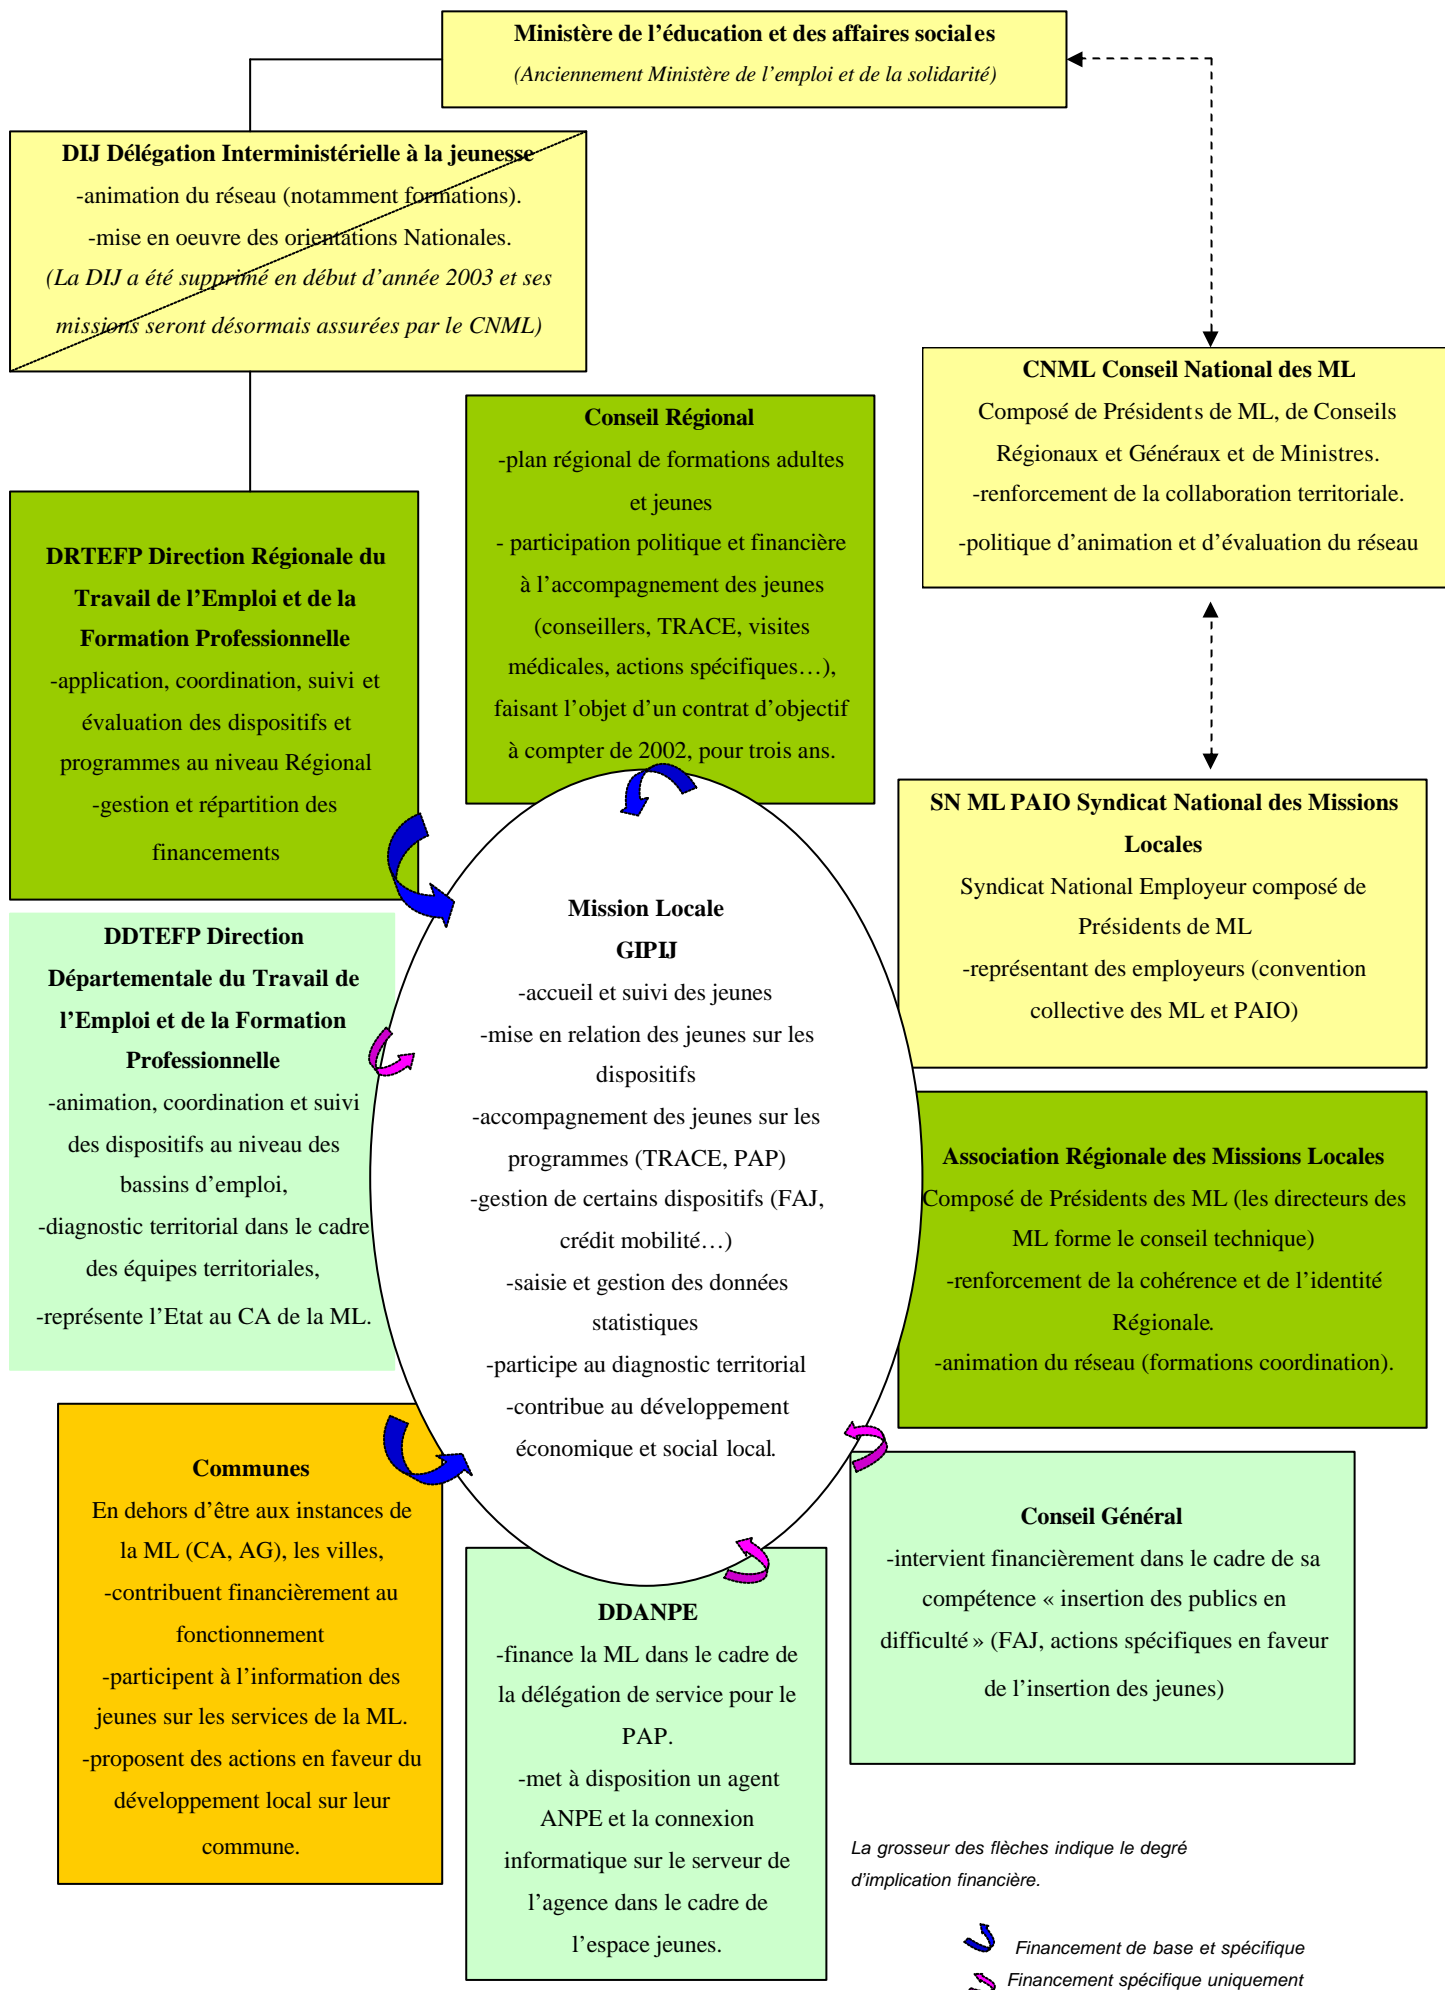 Ministère de l'éducation et des affaires sociales
(Anciennement Ministère de l'emploi et de la solidarité)
DIJ Délégation Interministérielle à la jeunesse
-animation du réseau (notamment formations).
-mise en oeuvre des orientations Nationales.
(La DIJ a été supprimé en début d'année 2003 et ses
missions seront désormais assurées par le CNML)
CNML Conseil National des ML
Composé de Présidents de ML, de Conseils
Régionaux et Généraux et de Ministres.
-renforcement de la collaboration territoriale.
-politique d'animation et d'évaluation du réseau
Conseil Régional
-plan régional de formations adultes
et jeunes
- participation politique et financière
à l'accompagnement des jeunes
(conseillers, TRACE, visites
médicales, actions spécifiques…),
faisant l'objet d'un contrat d'objectif
à compter de 2002, pour trois ans.
DRTEFP Direction Régionale du
Travail de l'Emploi et de la
Formation Professionnelle
-application, coordination, suivi et
évaluation des dispositifs et
programmes au niveau Régional
-gestion et répartition des
financements
SN ML PAIO Syndicat National des Missions
Locales
Syndicat National Employeur composé de
Présidents de ML
-représentant des employeurs (convention
collective des ML et PAIO)
Mission Locale
GIPIJ
-accueil et suivi des jeunes
-mise en relation des jeunes sur les
dispositifs
-accompagnement des jeunes sur les
programmes (TRACE, PAP)
-gestion de certains dispositifs (FAJ,
crédit mobilité…)
-saisie et gestion des données
statistiques
-participe au diagnostic territorial
-contribue au développement
économique et social local.
DDTEFP Direction
Départementale du Travail de
l'Emploi et de la Formation
Professionnelle
-animation, coordination et suivi
des dispositifs au niveau des
bassins d'emploi,
-diagnostic territorial dans le cadre
des équipes territoriales,
-représente l'Etat au CA de la ML.
Association Régionale des Missions Locales
Composé de Présidents des ML (les directeurs des
ML forme le conseil technique)
-renforcement de la cohérence et de l'identité
Régionale.
-animation du réseau (formations coordination).
Communes
En dehors d'être aux instances de
la ML (CA, AG), les villes,
-contribuent financièrement au
fonctionnement
-participent à l'information des
jeunes sur les services de la ML.
-proposent des actions en faveur du
développement local sur leur
commune.
DDANPE
-finance la ML dans le cadre de
la délégation de service pour le
PAP.
-met à disposition un agent
ANPE et la connexion
informatique sur le serveur de
l'agence dans le cadre de
l'espace jeunes.
Conseil Général
-intervient financièrement dans le cadre de sa
compétence « insertion des publics en
difficulté » (FAJ, actions spécifiques en faveur
de l'insertion des jeunes)
La grosseur des flèches indique le degré
d'implication financière.
Financement de base et spécifique
Financement spécifique uniquement